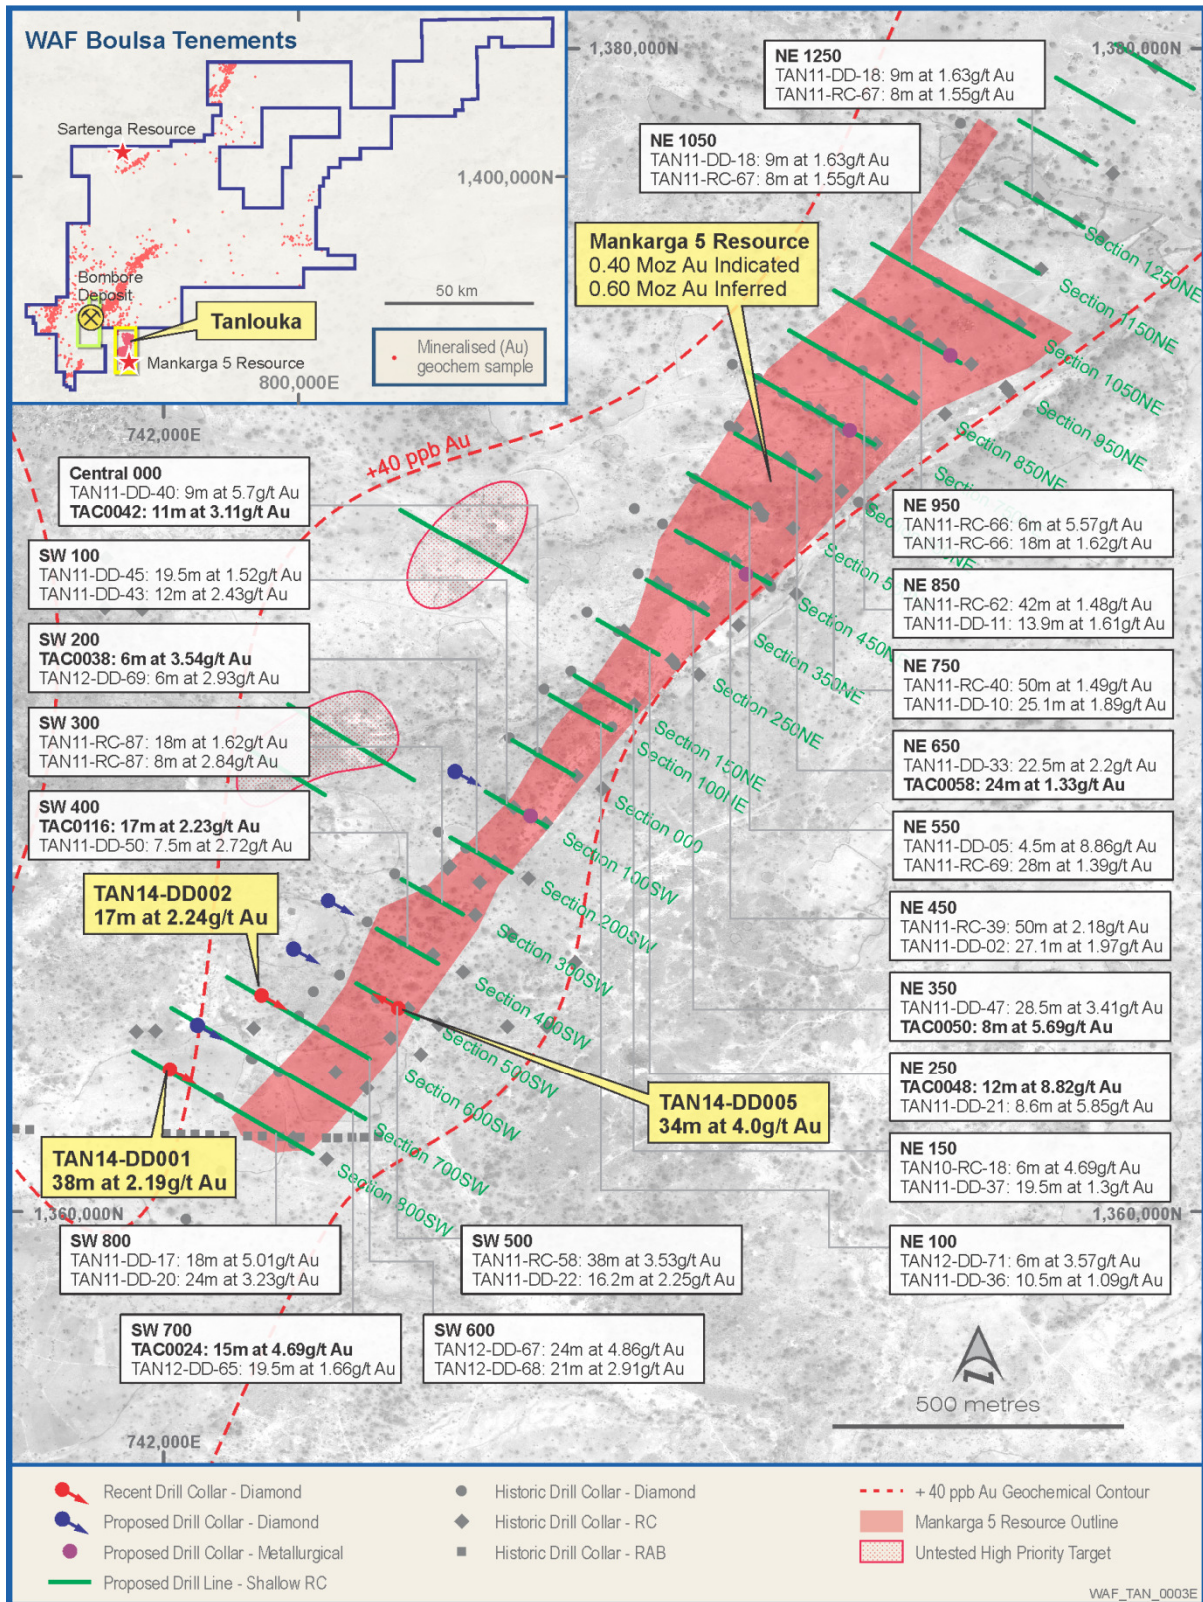 WAF Boulsa Tenements
Sartenga Resource
1,400,000N
Bombore
Deposit
50 km
Tanlouka
Mankarga 5 Resource
Mineralised (Au)
geochem sample
800,000E
742,000E
1,380,000N
1,380,000N
NE 1250
TAN11-DD-18: 9m at 1.63g/t Au
TAN11-RC-67: 8m at 1.55g/t Au
NE 1050
TAN11-DD-18: 9m at 1.63g/t Au
TAN11-RC-67: 8m at 1.55g/t Au
Mankarga 5 Resource
0.40 Moz Au Indicated
0.60 Moz Au Inferred
+40 ppb Au
Section 1250NE
Section 1150NE
Section 1050NE
Section 950NE
Section 850NE
Section 450NE
Section 350NE
Section 250NE
Section 150NE
Section 100NE
Section 000
Section 100SW
Section 200SW
Section 300SW
Section 400SW
Section 500SW
Section 600SW
Section 700SW
Section 800SW
Central 000
TAN11-DD-40: 9m at 5.7g/t Au
TAC0042: 11m at 3.11g/t Au
SW 100
TAN11-DD-45: 19.5m at 1.52g/t Au
TAN11-DD-43: 12m at 2.43g/t Au
SW 200
TAC0038: 6m at 3.54g/t Au
TAN12-DD-69: 6m at 2.93g/t Au
SW 300
TAN11-RC-87: 18m at 1.62g/t Au
TAN11-RC-87: 8m at 2.84g/t Au
SW 400
TAC0116: 17m at 2.23g/t Au
TAN11-DD-50: 7.5m at 2.72g/t Au
TAN14-DD002
17m at 2.24g/t Au
TAN14-DD001
38m at 2.19g/t Au
TAN14-DD005
34m at 4.0g/t Au
NE 950
TAN11-RC-66: 6m at 5.57g/t Au
TAN11-RC-66: 18m at 1.62g/t Au
NE 850
TAN11-RC-62: 42m at 1.48g/t Au
TAN11-DD-11: 13.9m at 1.61g/t Au
NE 750
TAN11-RC-40: 50m at 1.49g/t Au
TAN11-DD-10: 25.1m at 1.89g/t Au
NE 650
TAN11-DD-33: 22.5m at 2.2g/t Au
TAC0058: 24m at 1.33g/t Au
NE 550
TAN11-DD-05: 4.5m at 8.86g/t Au
TAN11-RC-69: 28m at 1.39g/t Au
NE 450
TAN11-RC-39: 50m at 2.18g/t Au
TAN11-DD-02: 27.1m at 1.97g/t Au
NE 350
TAN11-DD-47: 28.5m at 3.41g/t Au
TAC0050: 8m at 5.69g/t Au
NE 250
TAC0048: 12m at 8.82g/t Au
TAN11-DD-21: 8.6m at 5.85g/t Au
NE 150
TAN10-RC-18: 6m at 4.69g/t Au
TAN11-DD-37: 19.5m at 1.3g/t Au
1,360,000N
1,360,000N
NE 100
TAN12-DD-71: 6m at 3.57g/t Au
TAN11-DD-36: 10.5m at 1.09g/t Au
SW 800
TAN11-DD-17: 18m at 5.01g/t Au
TAN11-DD-20: 24m at 3.23g/t Au
SW 500
TAN11-RC-58: 38m at 3.53g/t Au
TAN11-DD-22: 16.2m at 2.25g/t Au
SW 700
TAC0024: 15m at 4.69g/t Au
TAN12-DD-65: 19.5m at 1.66g/t Au
SW 600
TAN12-DD-67: 24m at 4.86g/t Au
TAN12-DD-68: 21m at 2.91g/t Au
Z
500 metres
742,000E
Recent Drill Collar - Diamond
Proposed Drill Collar - Diamond
Proposed Drill Collar - Metallurgical
Proposed Drill Line - Shallow RC
Historic Drill Collar - Diamond
Historic Drill Collar - RC
Historic Drill Collar - RAB
+ 40 ppb Au Geochemical Contour
Mankarga 5 Resource Outline
Untested High Priority Target
WAF_TAN_0003E